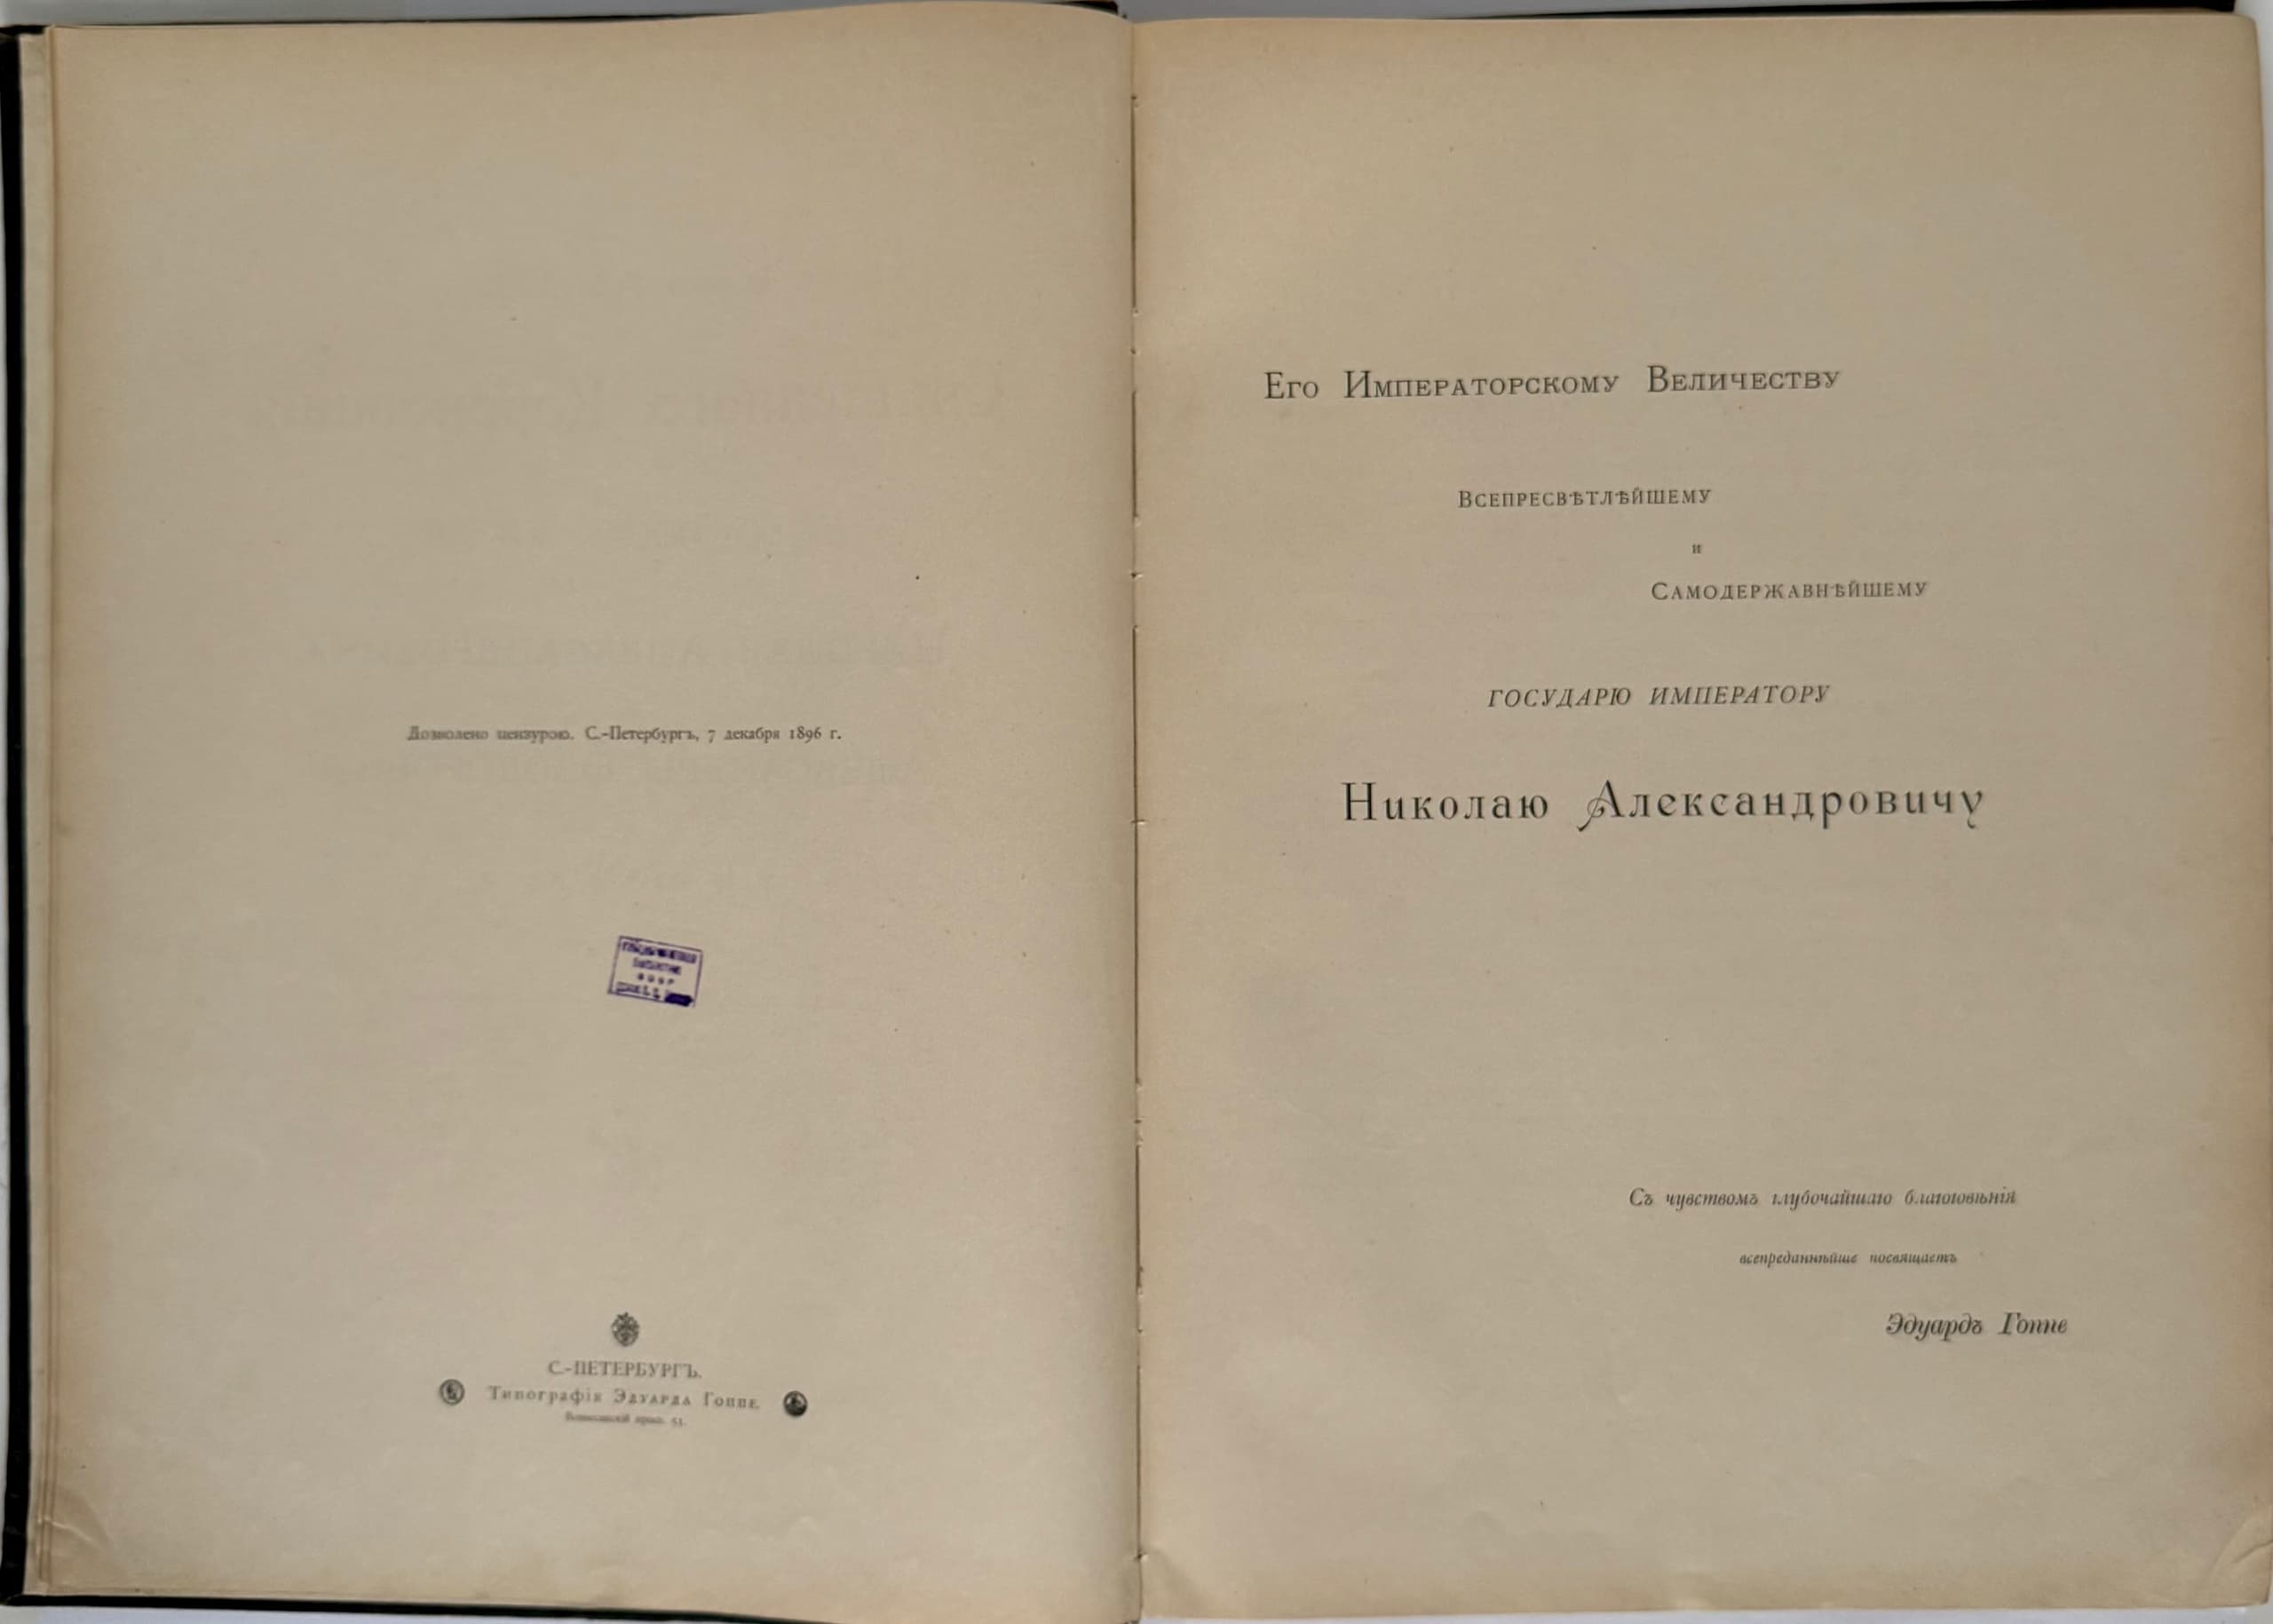 Дозволено цензурою. С.-Петербургъ, 7 декабря 1896 г.
С.-ПЕТЕРБУРГЪ.
Типографія Эдуарда Гоппе.
53.
Его Императорскому Величеству
Всепресвѣтлѣйшему
и
Самодержавнѣйшему
ГОСУДАРЮ ИМПЕРАТОРУ
Николаю Александровичу
Съ чувствомъ глубочайшаго благоговѣнія
всепреданнѣйше посвящаетъ
Эдуардъ Гоппе